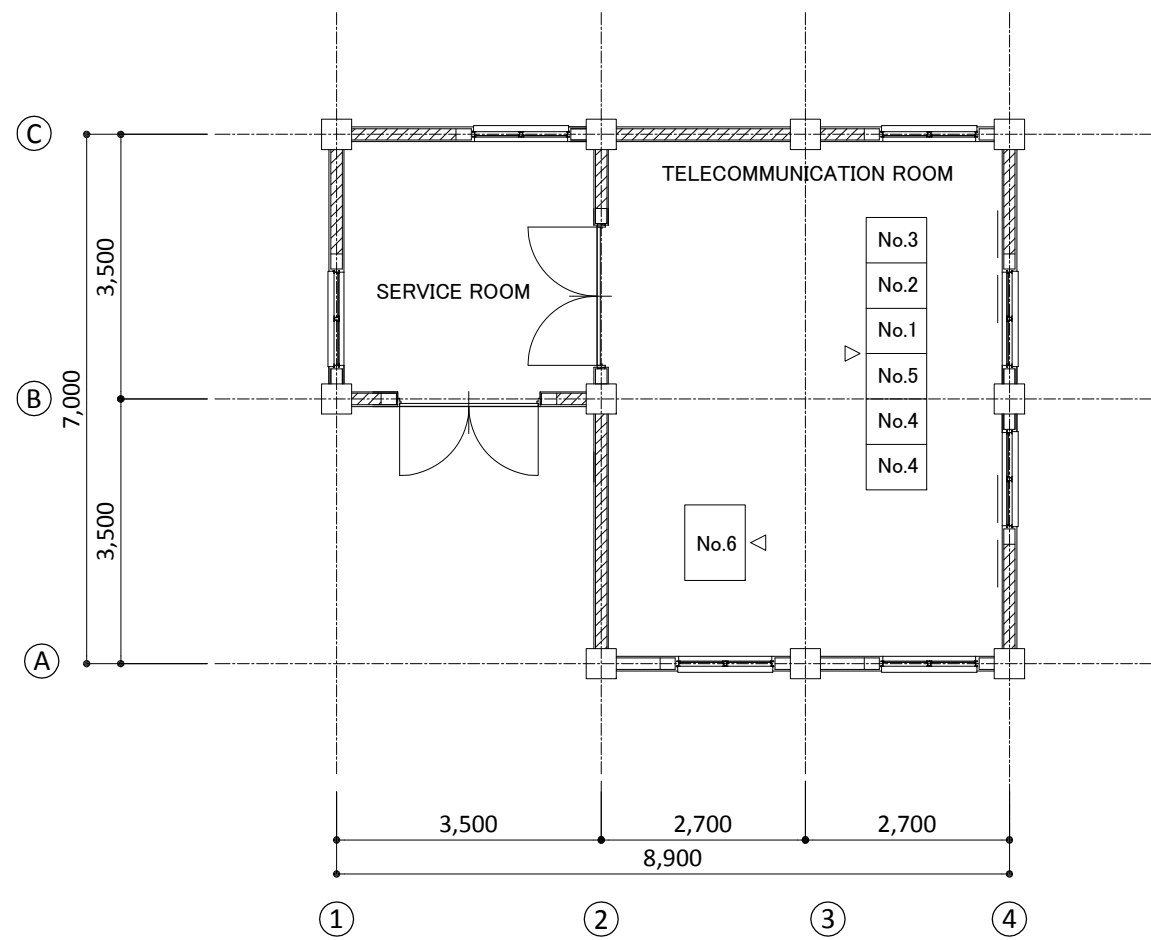 C
TELECOMMUNICATION ROOM
No.3
3,500
No.2
SERVICE ROOM
No.1
No.5
B
7,000
No.4
No.4
3,500
No.6
A
3,500
2,700
2,700
8,900
1
2
3
4